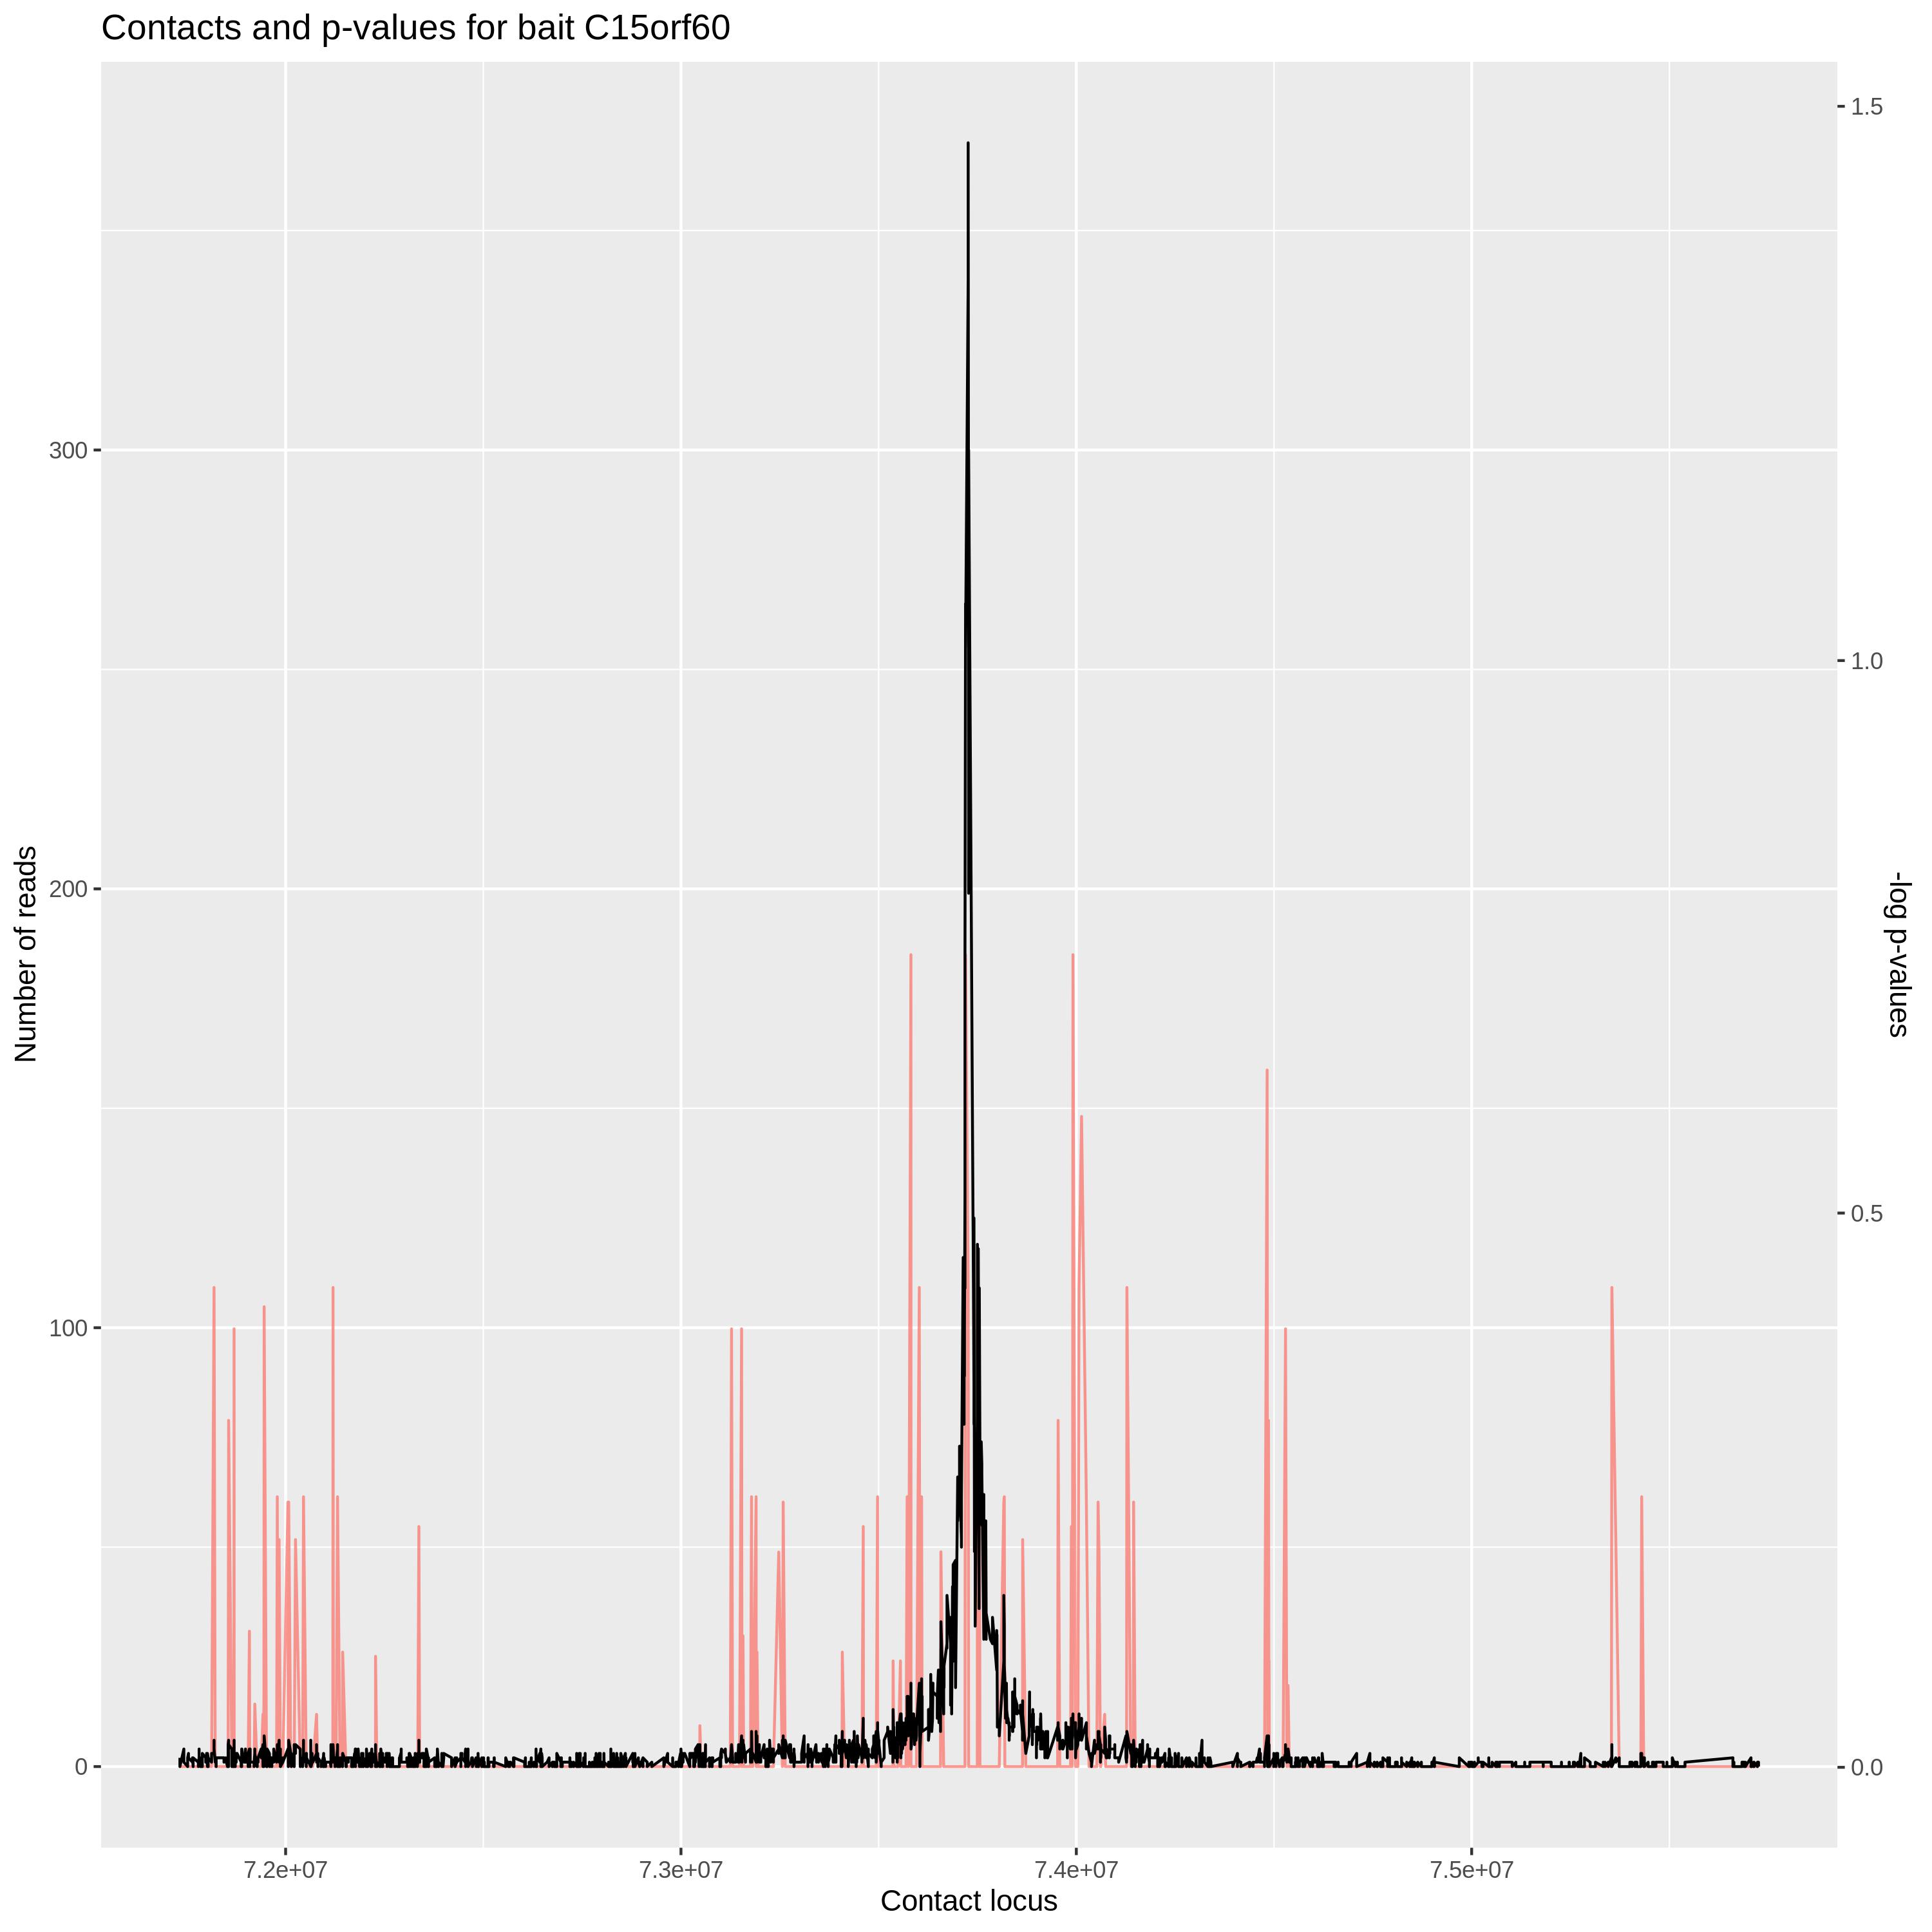 Contacts and p-values for bait C15orf60
Number of reads
300
200
100
0
1.5
1.0
0.5
0.0
-log p-values
7.2e+07
7.3e+07
7.4e+07
7.5e+07
Contact locus